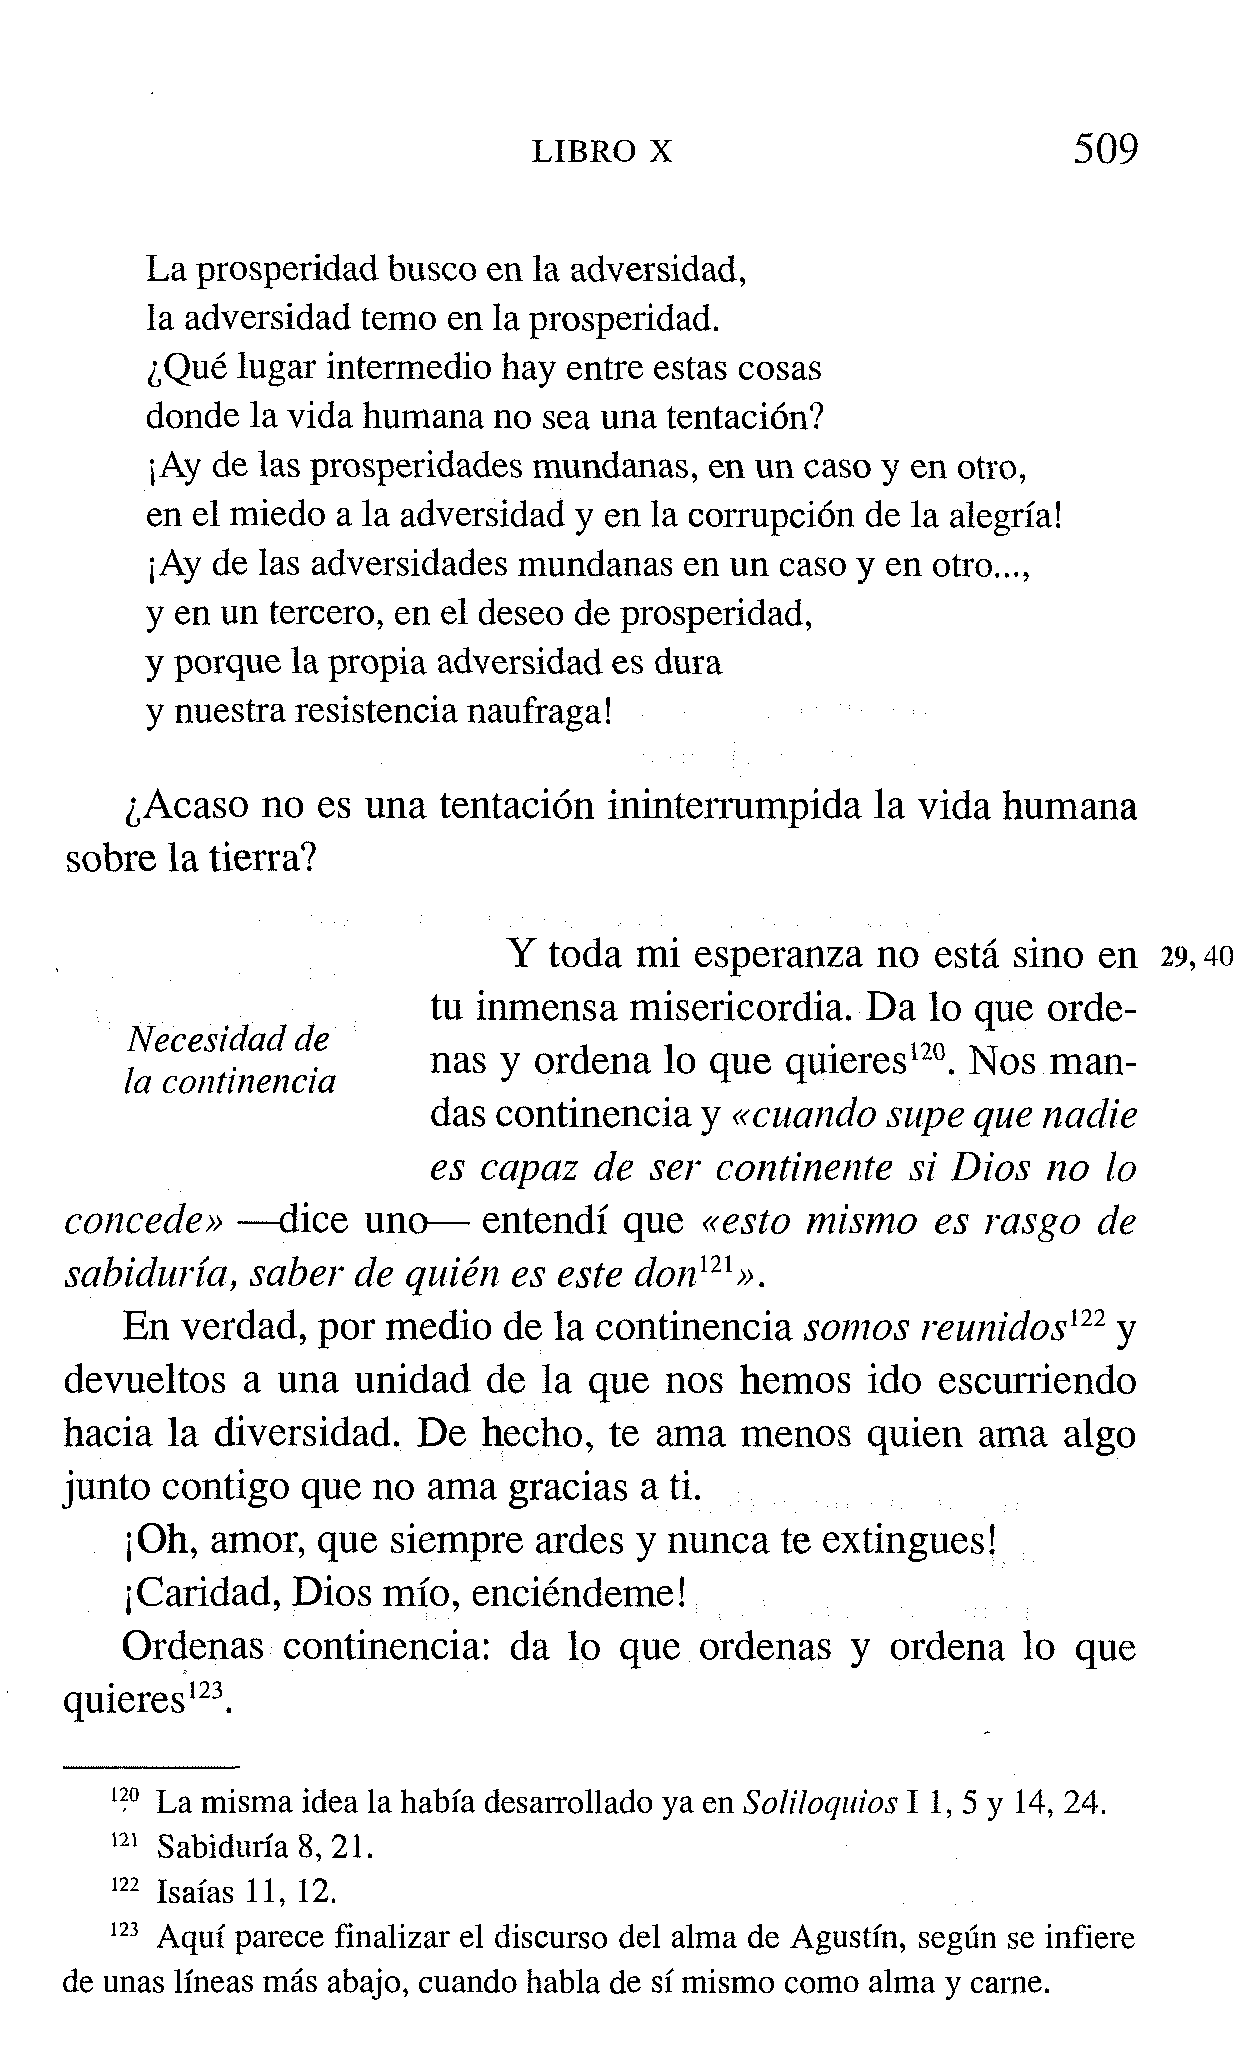 LIBRO X 509
La prosperidad busco en la adversidad,
la adversidad temo en la prosperidad.
¿Qué lugar intermedio hay entre estas cosas
donde la vida humana no sea una tentación?
¡Ay de las prosperidades mundanas, en un caso y en otro,
en el miedo a la adversidad y en la corrupción de la alegría!
¡Ay de las adversidades mundanas en un caso y en otro...,
y en un tercero, en el deseo de prosperidad,
y porque la propia adversidad es dura
y nuestra resistencia naufraga!
¿Acaso no es una tentación ininterrumpida la vida humana
sobre la tierra?
Necesidad de
la continencia
Y toda mi esperanza no está sino en 29, 40
tu inmensa misericordia. Da lo que orde-
nas y ordena lo que quieres¹²⁰. Nos man-
das continencia y «cuando supe que nadie
es capaz de ser continente si Dios no lo
concede» —dice uno— entendí que «esto mismo es rasgo de
sabiduría, saber de quién es este don¹²¹».
En verdad, por medio de la continencia somos reunidos¹²² y
devueltos a una unidad de la que nos hemos ido escurriendo
hacia la diversidad. De hecho, te ama menos quien ama algo
junto contigo que no ama gracias a ti.
¡Oh, amor, que siempre ardes y nunca te extingues!
¡Caridad, Dios mío, enciéndeme!
Ordenas continencia: da lo que ordenas y ordena lo que
quieres¹²³.
¹²⁰ La misma idea la había desarrollado ya en Soliloquios I 1, 5 y 14, 24.
¹²¹ Sabiduría 8, 21.
¹²² Isaías 11, 12.
¹²³ Aquí parece finalizar el discurso del alma de Agustín, según se infiere
de unas líneas más abajo, cuando habla de sí mismo como alma y carne.